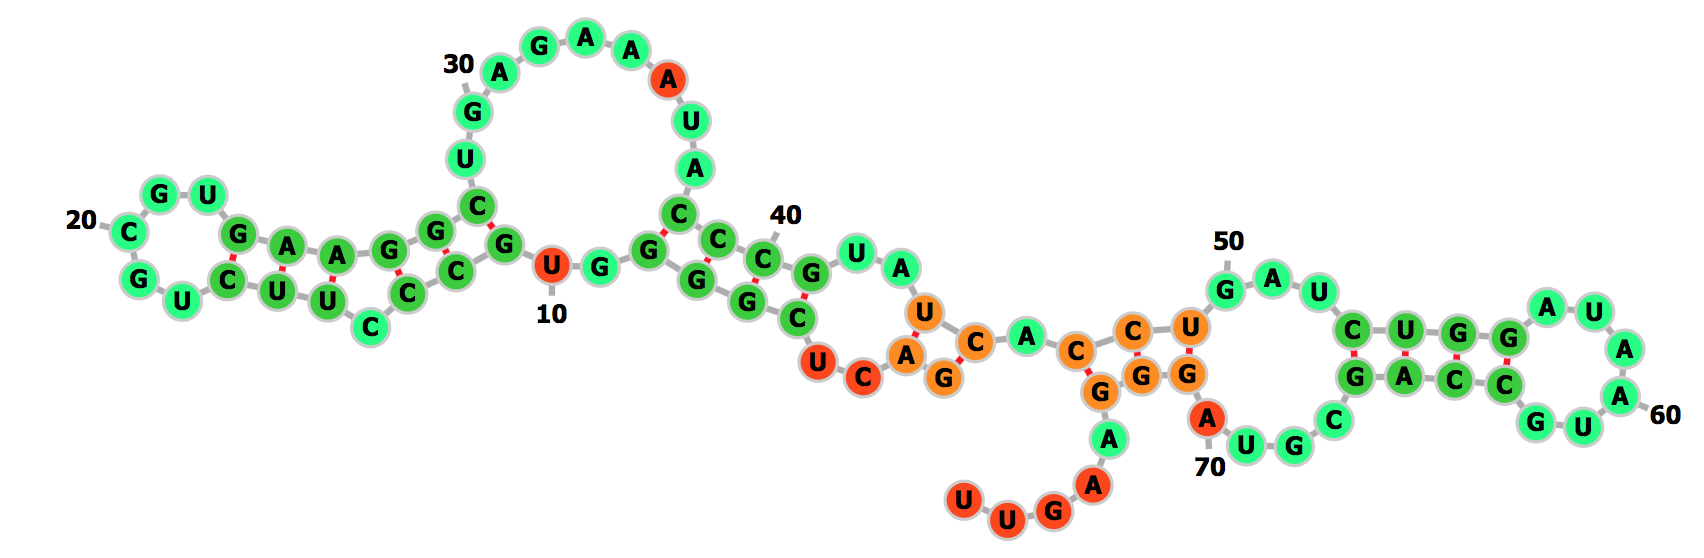 G A C U C G G G G U
10
G C C C U U C U G C
20
G U G A A G G C U G
30
A G A A A U A C C C
40
G U A U C A C C U G
50
A U C U G G A U A A
60
U G C C A G C G U A
70
G G G A A G U U